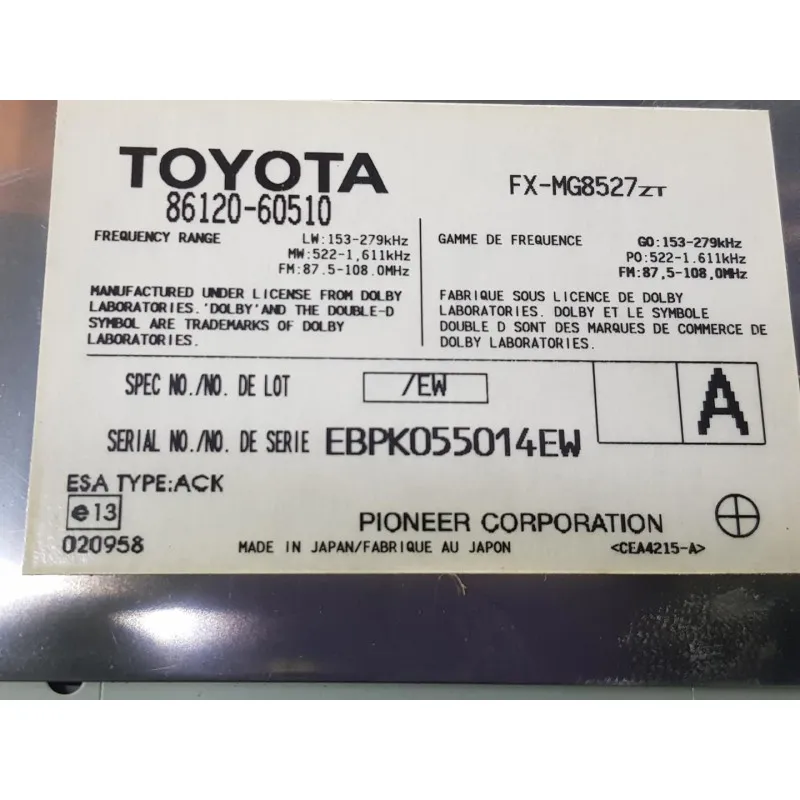 TOYOTA
86120-60510
FX-MG8527ZT
FREQUENCY RANGE
LW:153-279kHz
MW:522-1,611kHz
FM:87.5-108.0MHz
MANUFACTURED UNDER LICENSE FROM DOLBY
LABORATORIES. 'DOLBY'AND THE DOUBLE-D
SYMBOL ARE TRADEMARKS OF DOLBY
LABORATORIES.
GAMME DE FREQUENCE
GO:153-279kHz
PO:522-1.611kHz
FM:87,5-108,0MHz
FABRIQUE SOUS LICENCE DE DOLBY
LABORATORIES. DOLBY ET LE SYMBOLE
DOUBLE D SONT DES MARQUES DE COMMERCE DE
DOLBY LABORATORIES.
SPEC NO./NO. DE LOT
/EW
A
SERIAL NO./NO. DE SERIE EBPK055014EW
ESA TYPE:ACK
e13
020958
PIONEER CORPORATION
MADE IN JAPAN/FABRIQUE AU JAPON
<CEA4215-A>